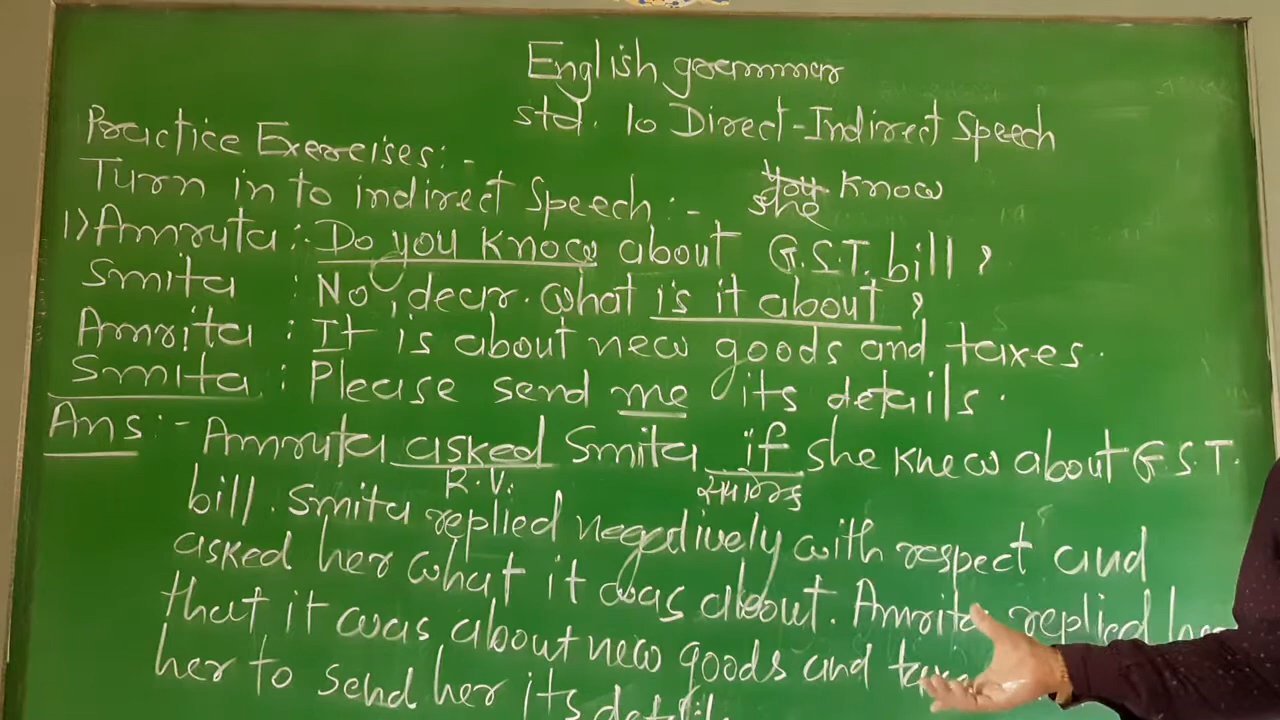 English grammar
std. 10 Direct-Indirect Speech
Practice Exercises:-
Turn in to indirect Speech:-
you know
she
1) Amruta : Do you know about G.S.T. bill ?
Smita : No, dear. What is it about ?
Amrita : It is about new goods and taxes.
Smita : Please send me its details.
Ans:- Amruta asked Smita if she knew about G.S.T.
R.V.
bill. Smita replied negatively with respect and
asked her what it was about. Amrita replied her
that it was about new goods and
her to send her its